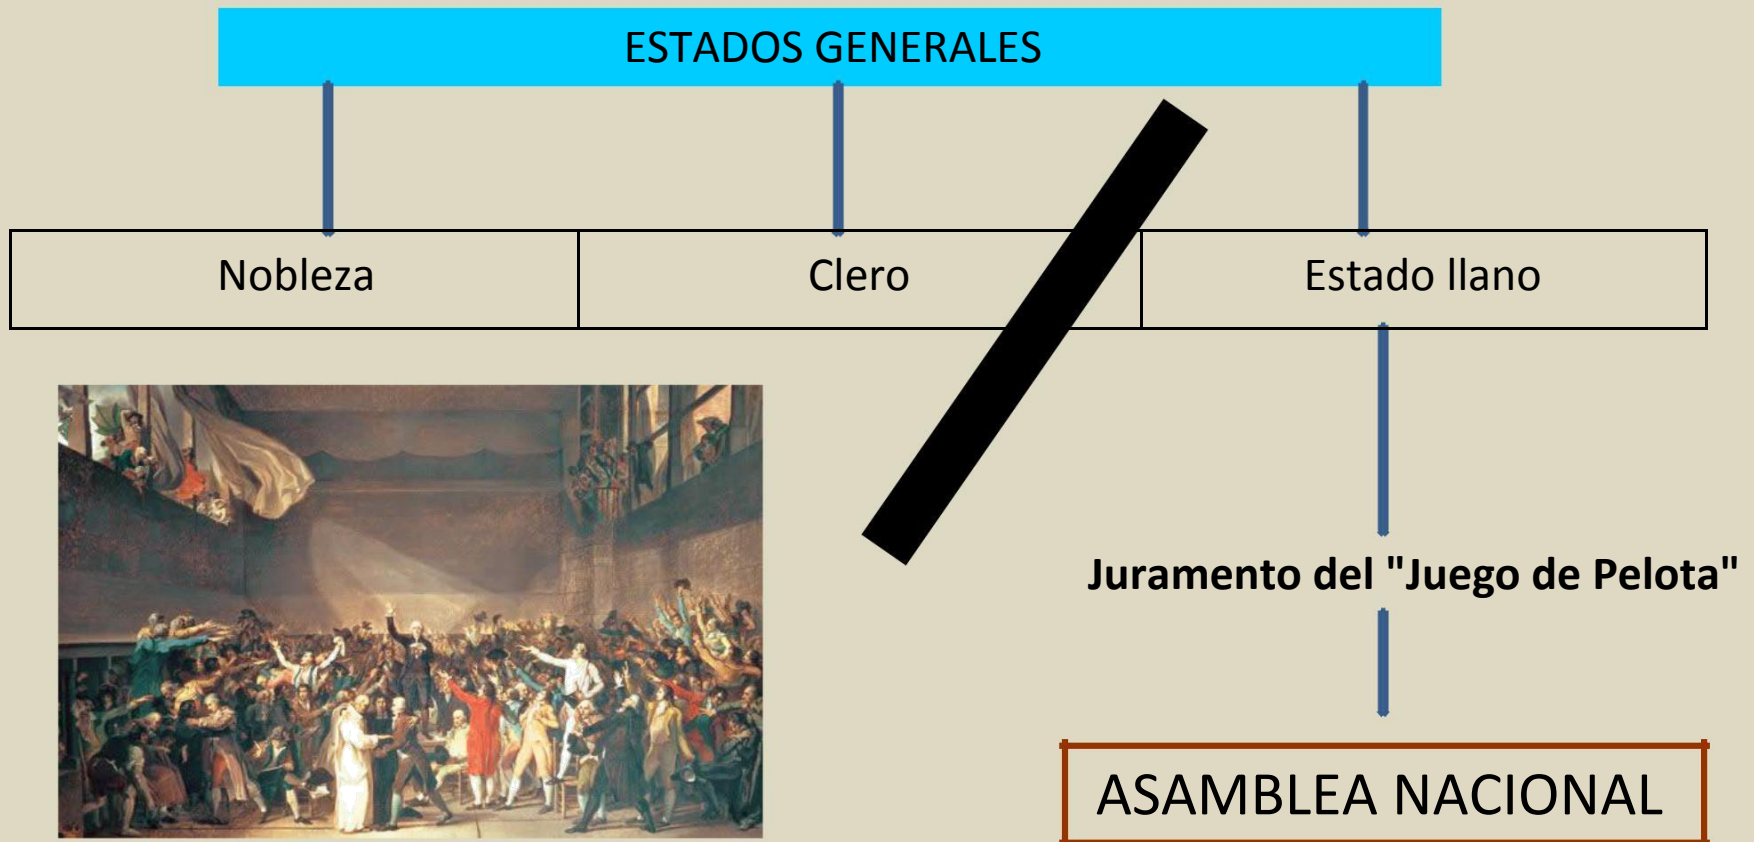 ESTADOS GENERALES
Nobleza
Clero
Estado llano
Juramento del "Juego de Pelota"
ASAMBLEA NACIONAL